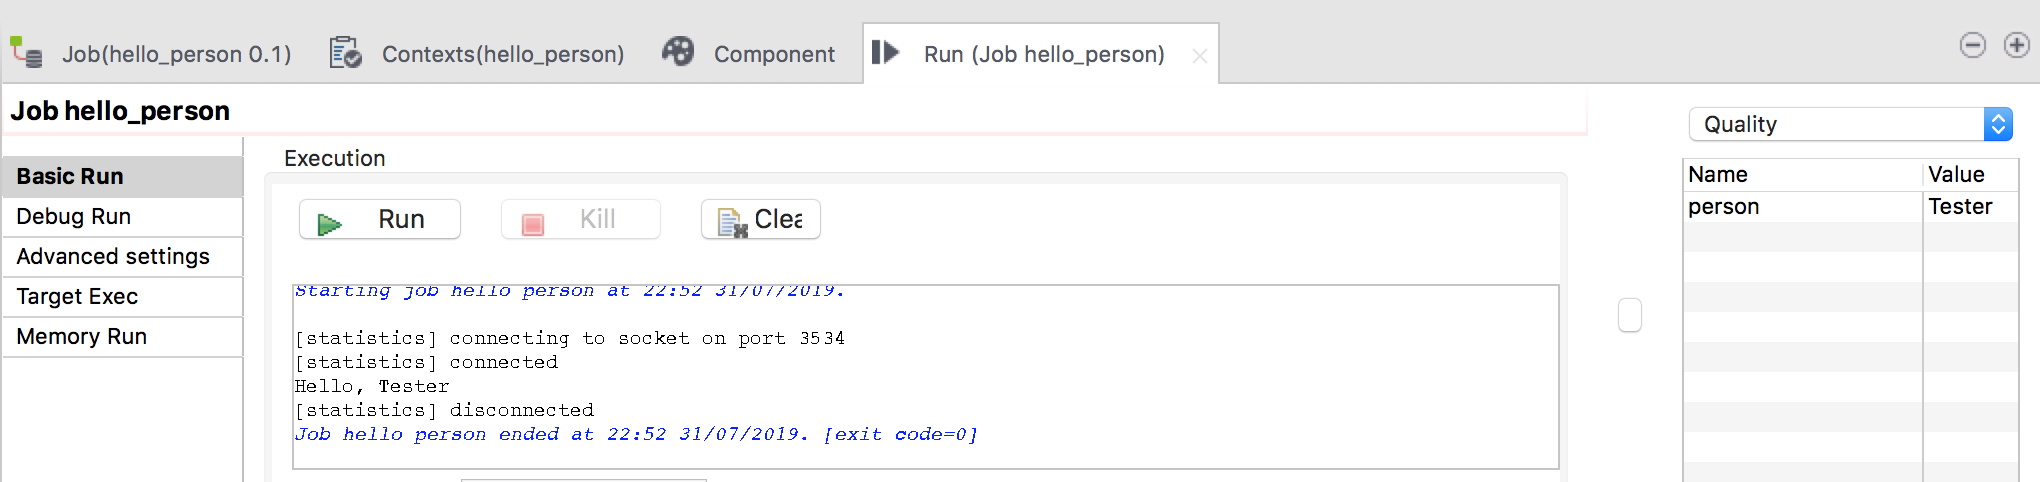 Job(hello_person 0.1)
Contexts(hello_person)
Component
Run (Job hello_person)
Job hello_person
Quality
Basic Run
Debug Run
Advanced settings
Target Exec
Memory Run
Execution
Run
Kill
Clea
Starting job hello person at 22:52 31/07/2019.
[statistics] connecting to socket on port 3534
[statistics] connected
Hello, Tester
[statistics] disconnected
Job hello person ended at 22:52 31/07/2019. [exit code=0]
Name Value
person Tester